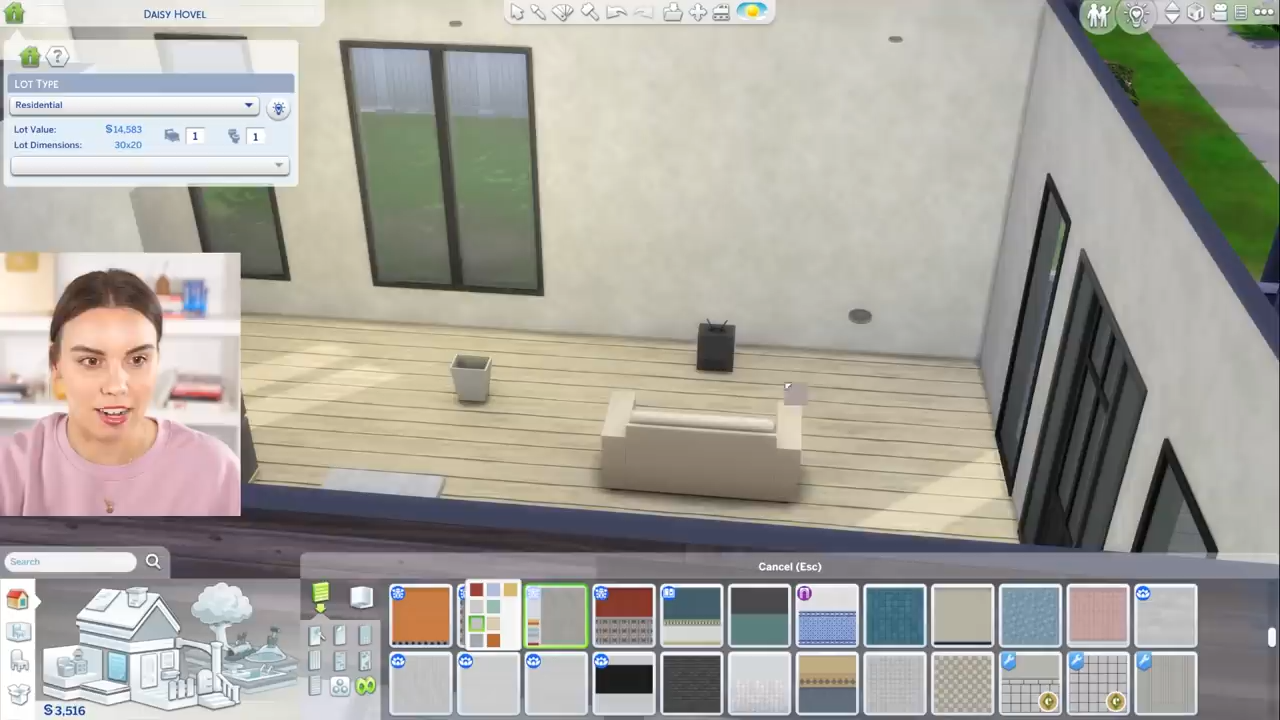 DAISY HOVEL
LOT TYPE
Residential
Lot Value: §14,583 1 1
Lot Dimensions: 30x20
Cancel (Esc)
Search
§3,516